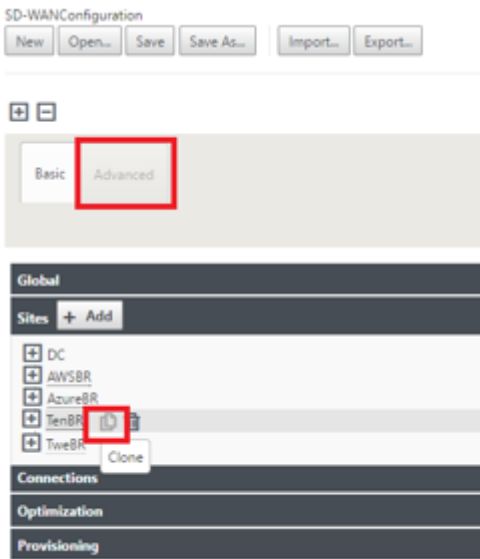 SD-WANConfiguration
New Open... Save Save As... Import... Export...
Basic Advanced
Global
Sites + Add
DC
AWSBR
AzureBR
TenBR
TweBR
Clone
Connections
Optimization
Provisioning